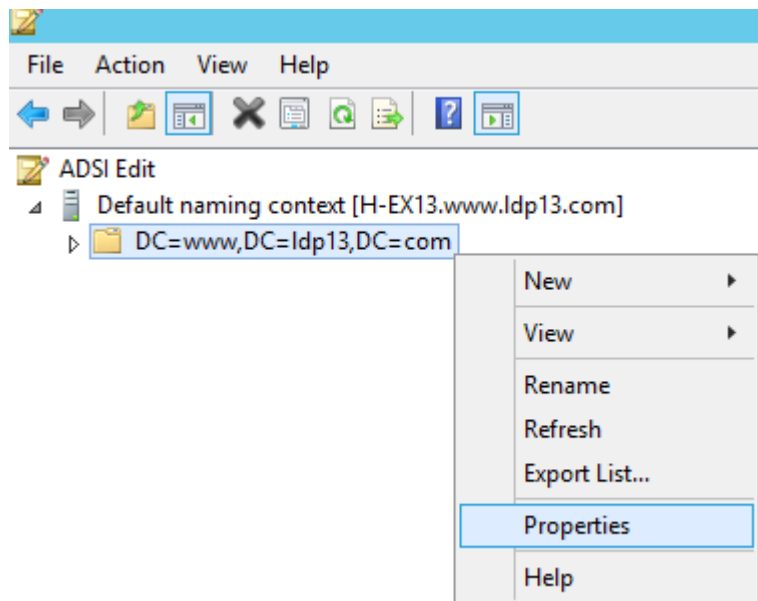 File Action View Help
ADSI Edit
Default naming context [H-EX13.www.ldp13.com]
DC=www,DC=ldp13,DC=com
New
View
Rename
Refresh
Export List...
Properties
Help